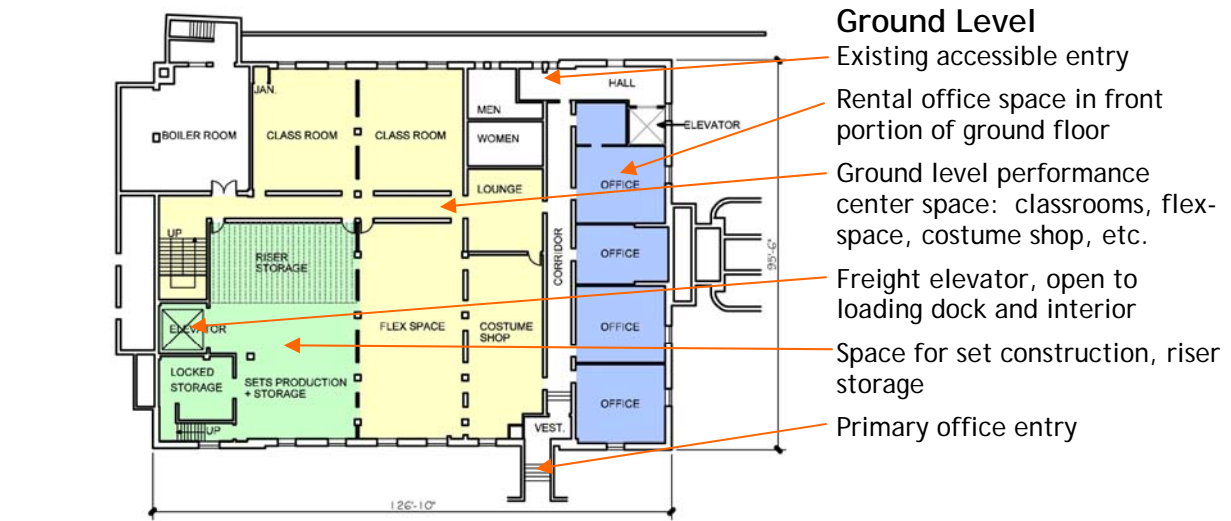 Ground Level
Existing accessible entry
Rental office space in front
portion of ground floor
Ground level performance
center space: classrooms, flex-
space, costume shop, etc.
Freight elevator, open to
loading dock and interior
Space for set construction, riser
storage
Primary office entry
HALL
JAN.
MEN
ELEVATOR
BOILER ROOM
CLASS ROOM
CLASS ROOM
WOMEN
LOUNGE
OFFICE
UP
CORRIDOR
RISER
STORAGE
OFFICE
95'-6"
ELEVATOR
FLEX SPACE
COSTUME
SHOP
OFFICE
LOCKED
STORAGE
SETS PRODUCTION
+ STORAGE
OFFICE
UP
VEST.
126'-10"